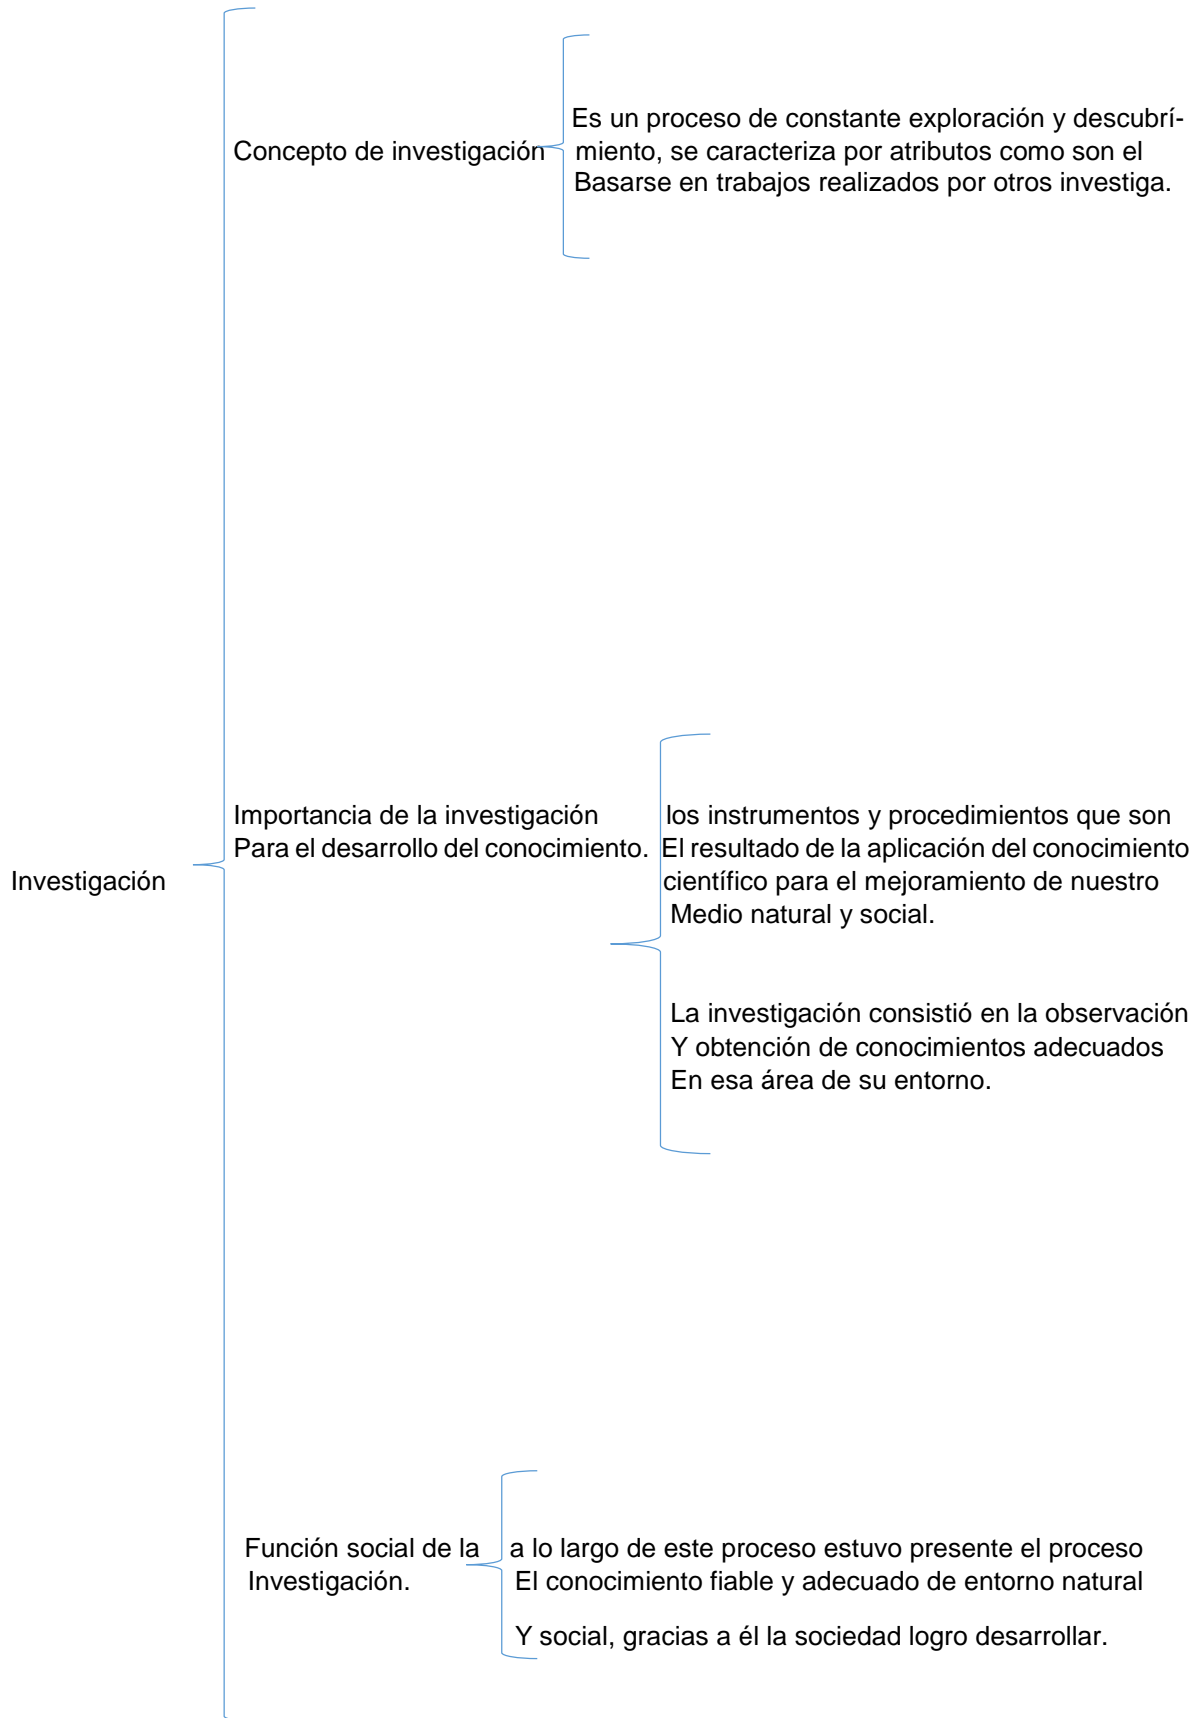 Es un proceso de constante exploración y descubrí-
Concepto de investigación miento, se caracteriza por atributos como son el
Basarse en trabajos realizados por otros investiga.
Importancia de la investigación los instrumentos y procedimientos que son
Para el desarrollo del conocimiento. El resultado de la aplicación del conocimiento
Investigación científico para el mejoramiento de nuestro
Medio natural y social.
La investigación consistió en la observación
Y obtención de conocimientos adecuados
En esa área de su entorno.
Función social de la a lo largo de este proceso estuvo presente el proceso
Investigación. El conocimiento fiable y adecuado de entorno natural
Y social, gracias a él la sociedad logro desarrollar.